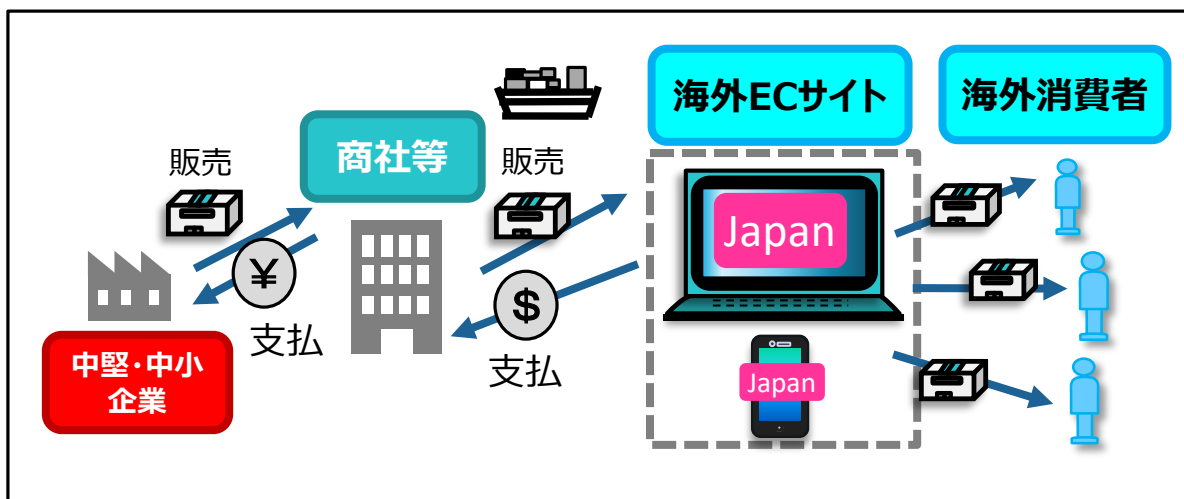 海外ECサイト
海外消費者
商社等
販売
販売
Japan
¥
$
支払
支払
Japan
中堅・中小
企業